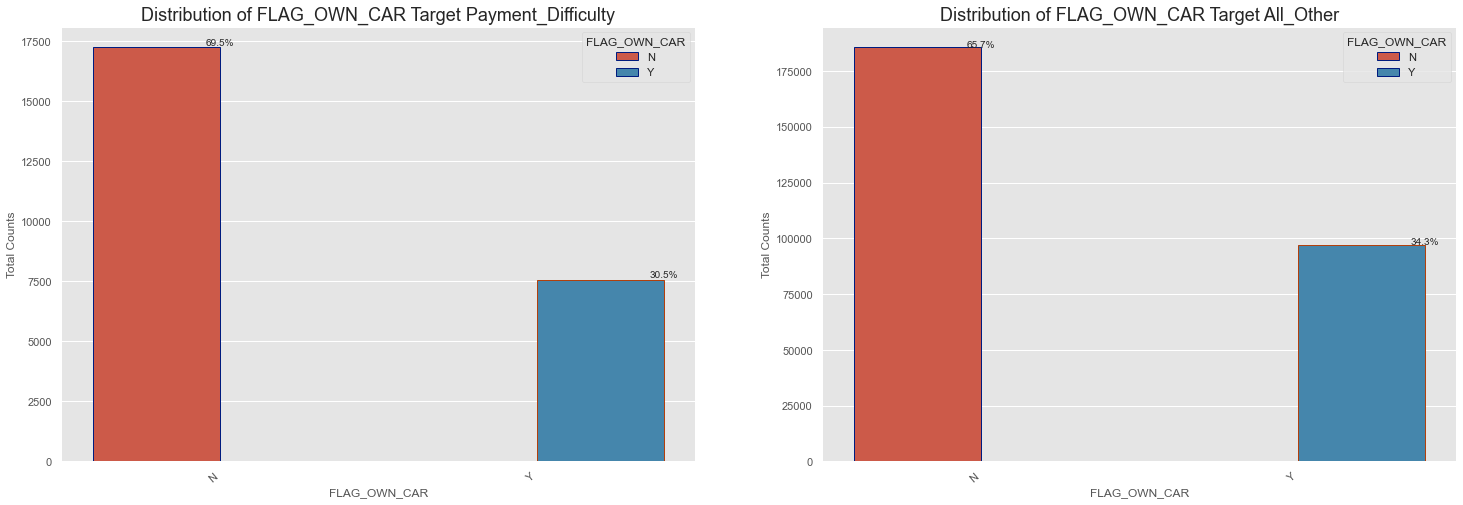 Distribution of FLAG_OWN_CAR Target Payment_Difficulty
Total Counts
17500
15000
12500
10000
7500
5000
2500
0
69.5%
30.5%
FLAG_OWN_CAR
N
Y
N
Y
FLAG_OWN_CAR
Distribution of FLAG_OWN_CAR Target All_Other
Total Counts
175000
150000
125000
100000
75000
50000
25000
0
65.7%
34.3%
FLAG_OWN_CAR
N
Y
N
Y
FLAG_OWN_CAR